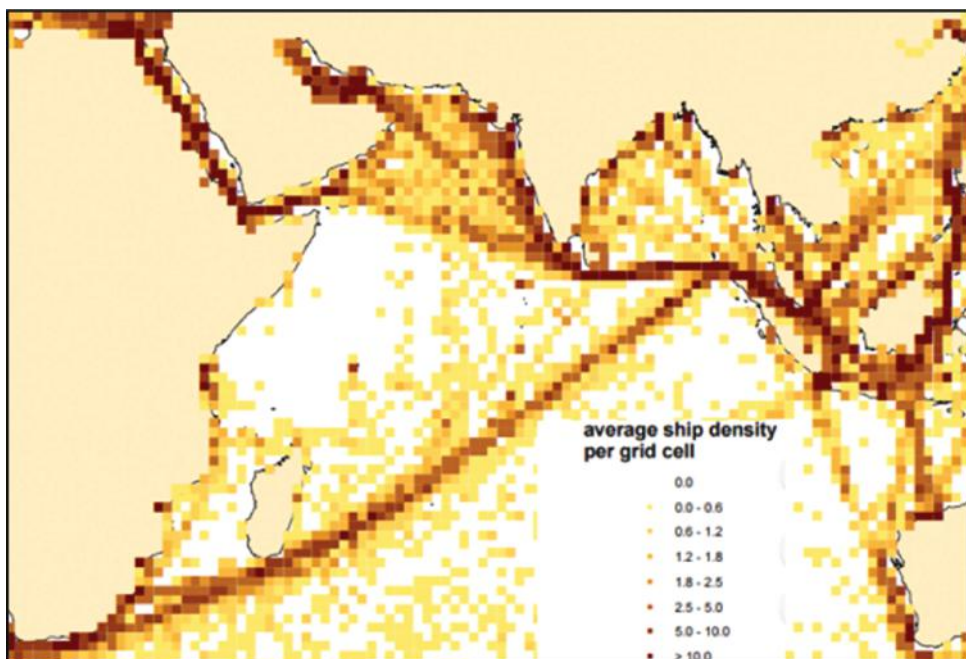 average ship density
per grid cell
0.0
0.0 - 0.6
0.6 - 1.2
1.2 - 1.8
1.8 - 2.5
2.5 - 5.0
5.0 - 10.0
> 10.0